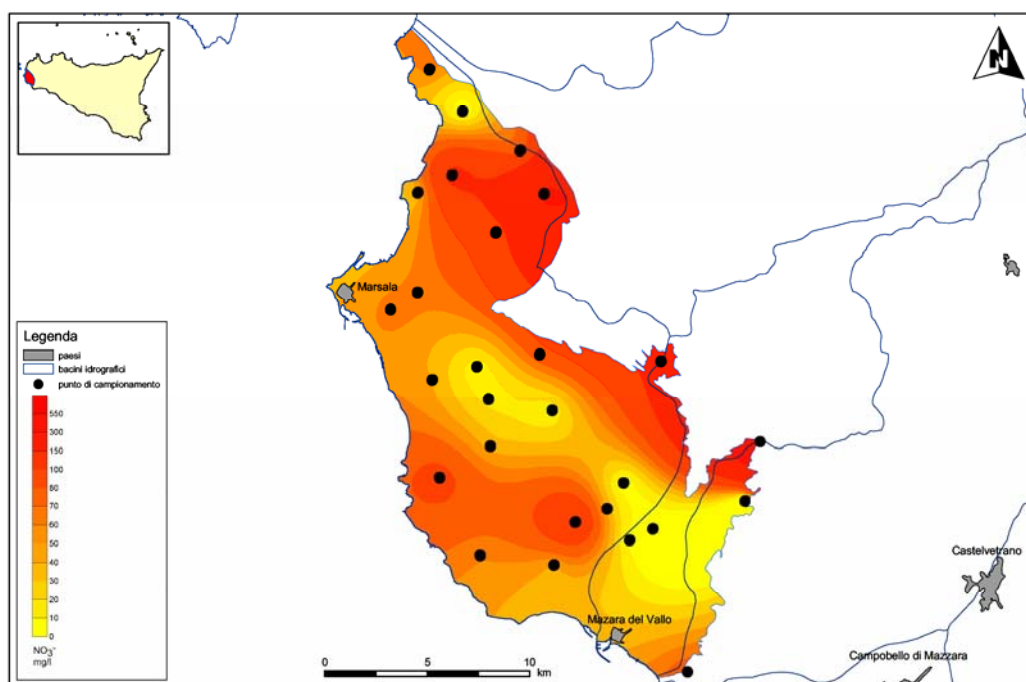 N
Marsala
Legenda
paesi
bacini idrografici
punto di campionamento
550
300
150
100
80
70
60
50
40
30
20
10
0
NO3⁻
mg/l
Castelvetrano
Mazara del Vallo
Campobello di Mazzara
0 5 10
km